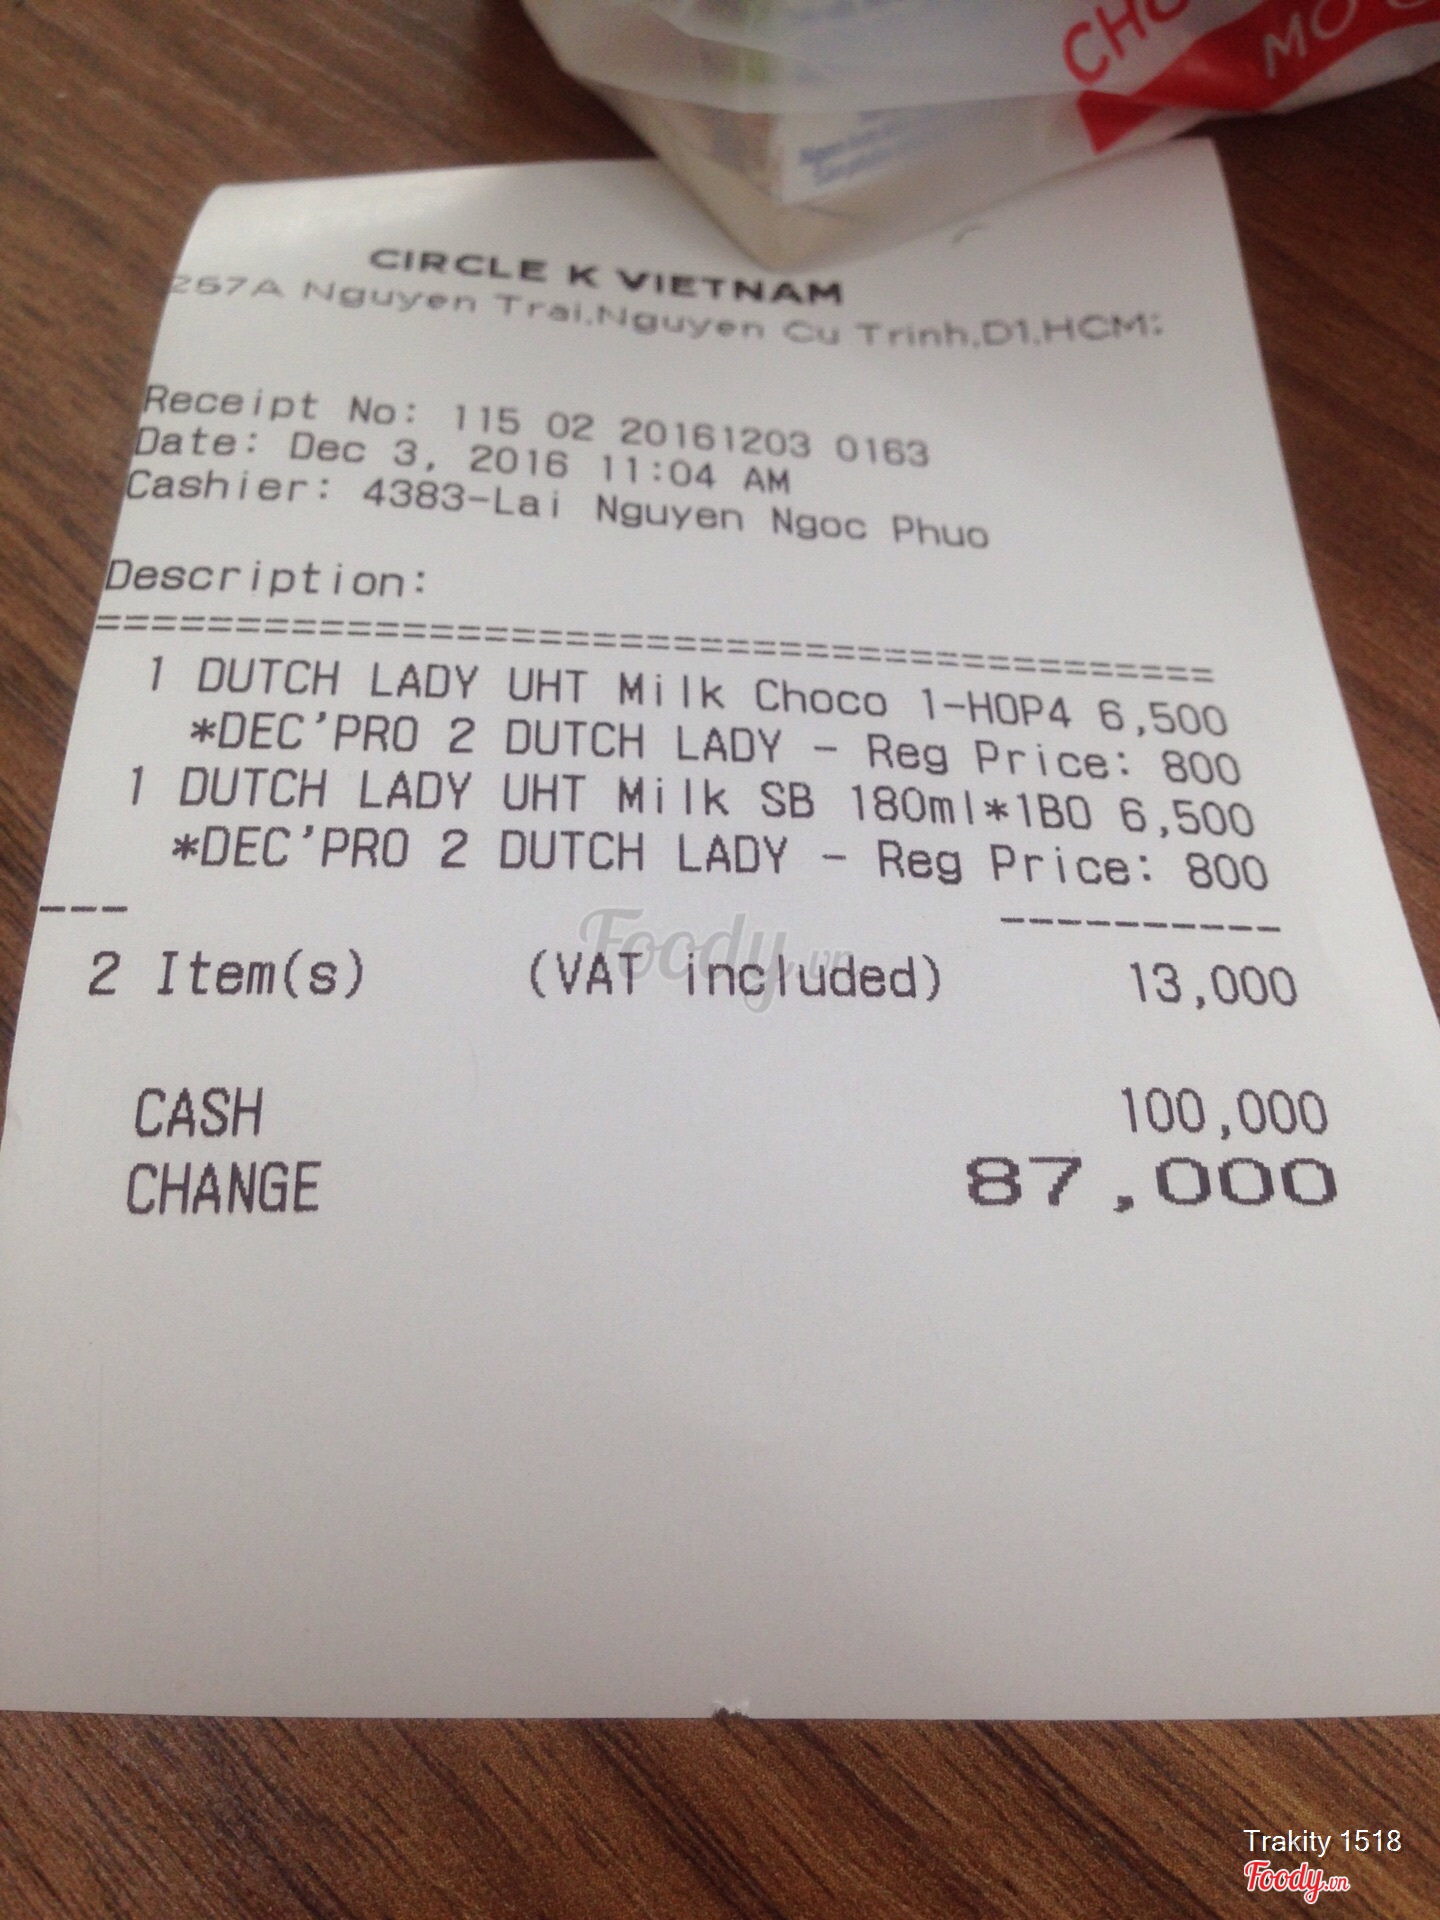 CHO
MO
CIRCLE K VIETNAM
267A Nguyen Trai,Nguyen Cu Trinh,D1,HCM:
Receipt No: 115 02 20161203 0163
Date: Dec 3, 2016 11:04 AM
Cashier: 4383-Lai Nguyen Ngoc Phuo
Description:
========================================
1 DUTCH LADY UHT Milk Choco 1-HOP4 6,500
*DEC'PRO 2 DUTCH LADY - Reg Price: 800
1 DUTCH LADY UHT Milk SB 180ml*1BO 6,500
*DEC'PRO 2 DUTCH LADY - Reg Price: 800
--- ----------
2 Item(s) (VAT included) 13,000
Foody.vn
CASH 100,000
CHANGE 87,000
Trakity 1518
Foody.vn